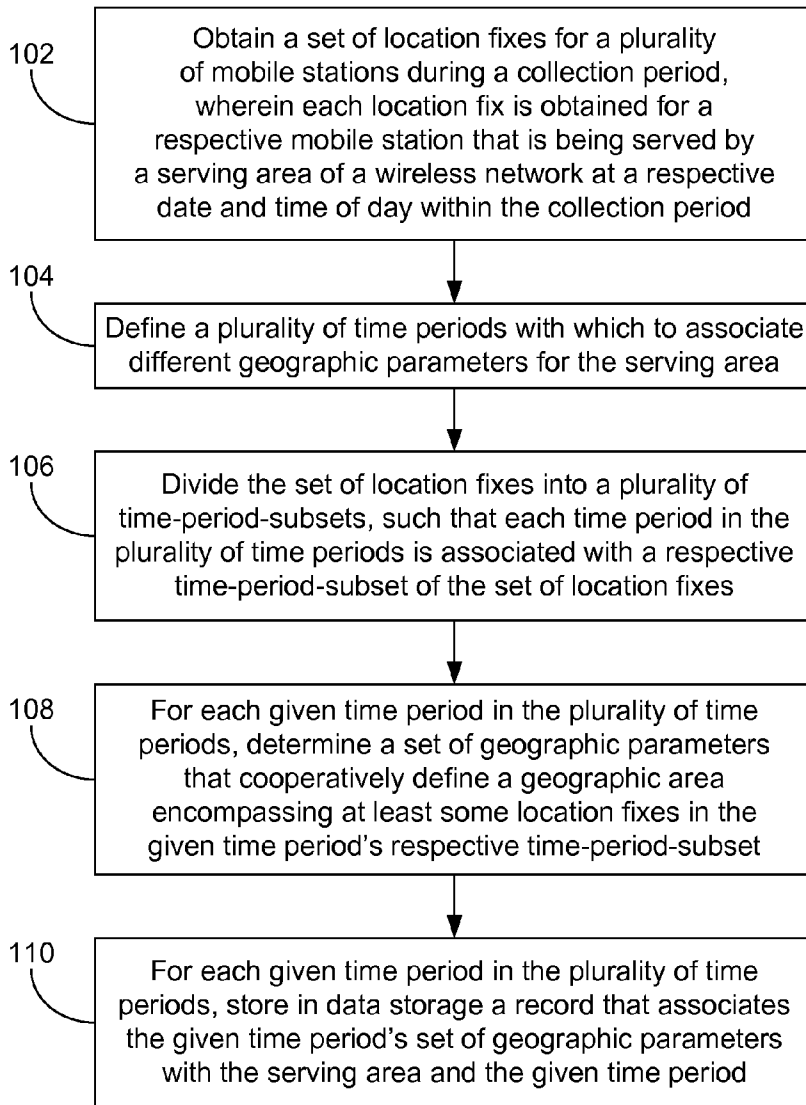 102
Obtain a set of location fixes for a plurality
of mobile stations during a collection period,
wherein each location fix is obtained for a
respective mobile station that is being served by
a serving area of a wireless network at a respective
date and time of day within the collection period
104
Define a plurality of time periods with which to associate
different geographic parameters for the serving area
106
Divide the set of location fixes into a plurality of
time-period-subsets, such that each time period in the
plurality of time periods is associated with a respective
time-period-subset of the set of location fixes
108
For each given time period in the plurality of time
periods, determine a set of geographic parameters
that cooperatively define a geographic area
encompassing at least some location fixes in the
given time period's respective time-period-subset
110
For each given time period in the plurality of time
periods, store in data storage a record that associates
the given time period's set of geographic parameters
with the serving area and the given time period